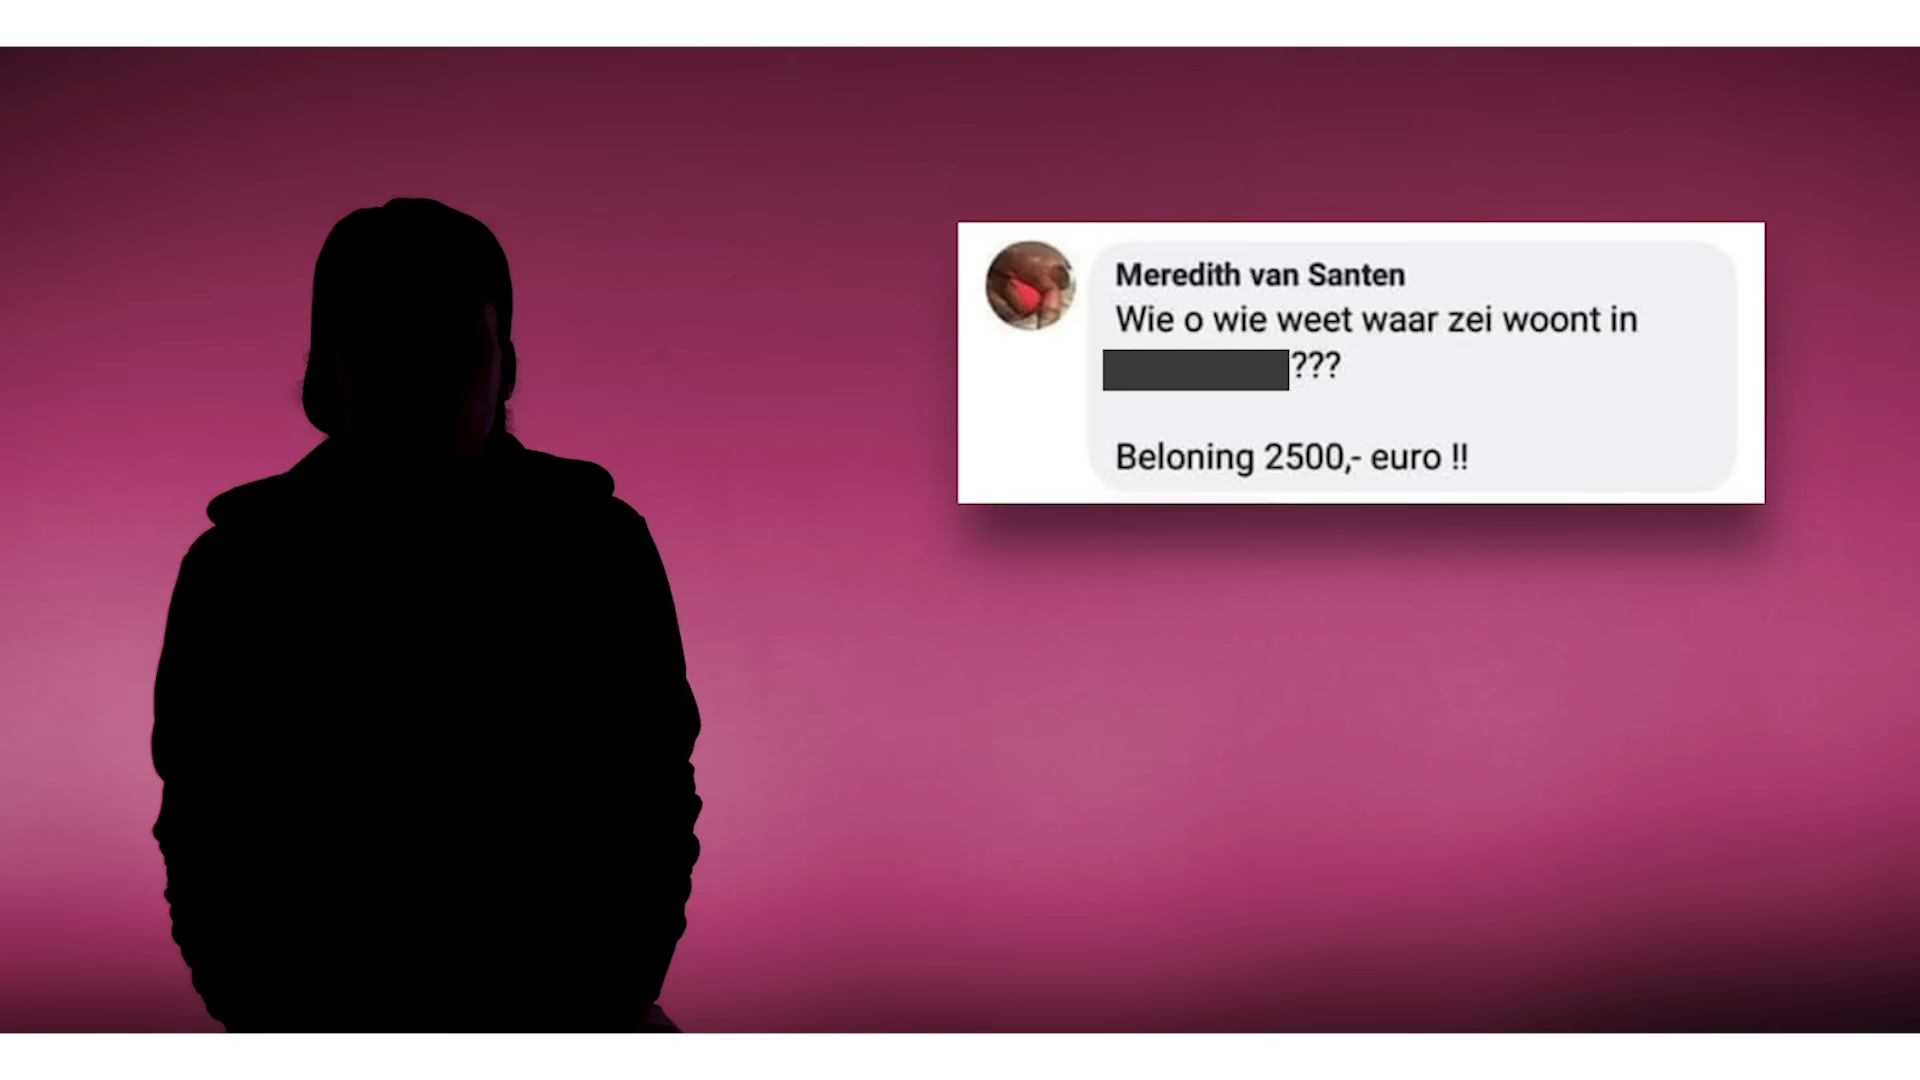 Meredith van Santen
Wie o wie weet waar zei woont in
???
Beloning 2500,- euro !!